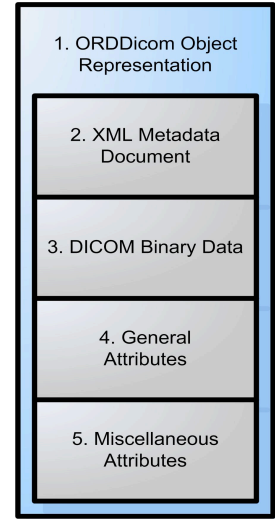 1. ORDDicom Object
Representation
2. XML Metadata
Document
3. DICOM Binary Data
4. General
Attributes
5. Miscellaneous
Attributes